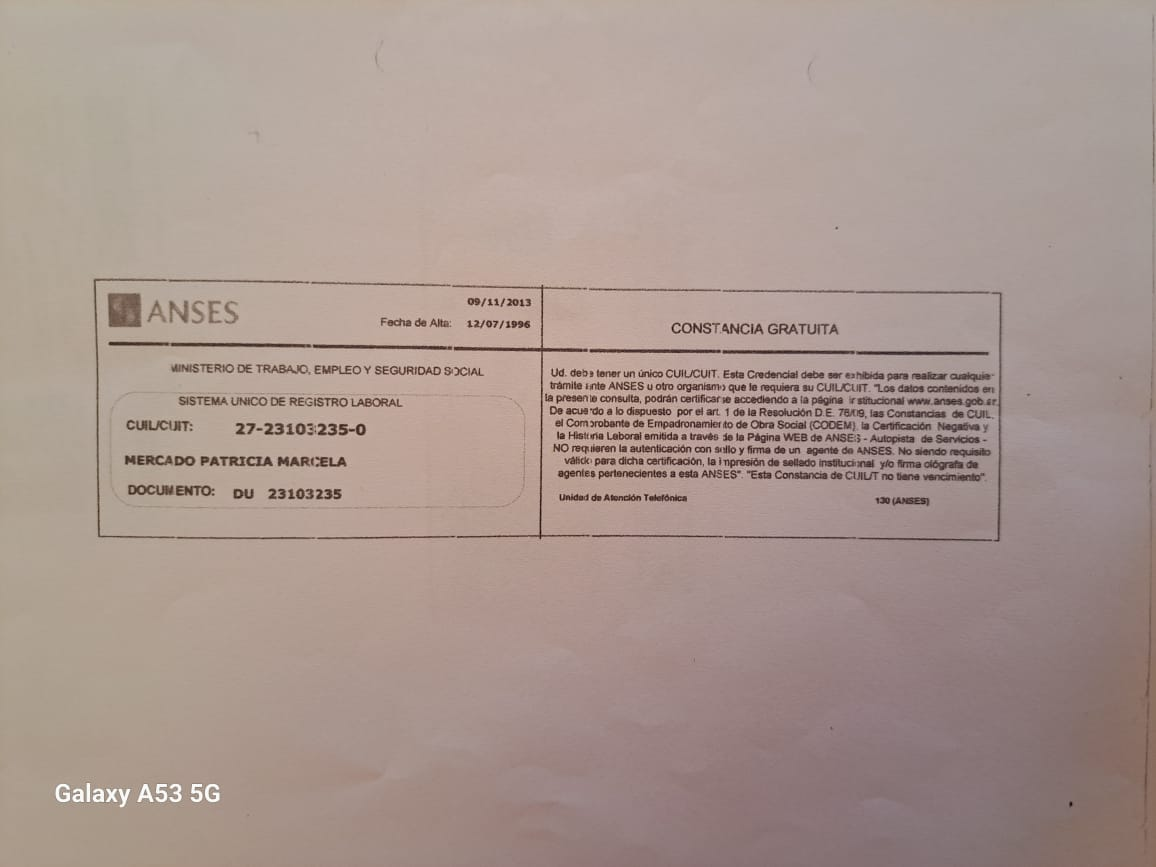 ANSES
09/11/2013
Fecha de Alta: 12/07/1996
MINISTERIO DE TRABAJO, EMPLEO Y SEGURIDAD SOCIAL
SISTEMA UNICO DE REGISTRO LABORAL
CUIL/CUIT: 27-23103235-0
MERCADO PATRICIA MARCELA
DOCUMENTO: DU 23103235
CONSTANCIA GRATUITA
Ud. debe tener un único CUIL/CUIT. Esta Credencial debe ser exhibida para realizar cualquier
trámite ante ANSES u otro organismo que le requiera su CUIL/CUIT. "Los datos contenidos en
la presente consulta, podrán certificarse accediendo a la página institucional www.anses.gob.ar.
De acuerdo a lo dispuesto por el art. 1 de la Resolución D.E. 76/09, las Constancias de CUIL,
el Comprobante de Empadronamiento de Obra Social (CODEM), la Certificación Negativa y
la Historia Laboral emitida a través de la Página WEB de ANSES - Autopista de Servicios -
NO requieren la autenticación con sello y firma de un agente de ANSES. No siendo requisito
válido para dicha certificación, la impresión de sellado institucional y/o firma ológrafa de
agentes pertenecientes a esta ANSES". "Esta Constancia de CUIL/T no tiene vencimiento".
Unidad de Atención Telefónica 130 (ANSES)
Galaxy A53 5G